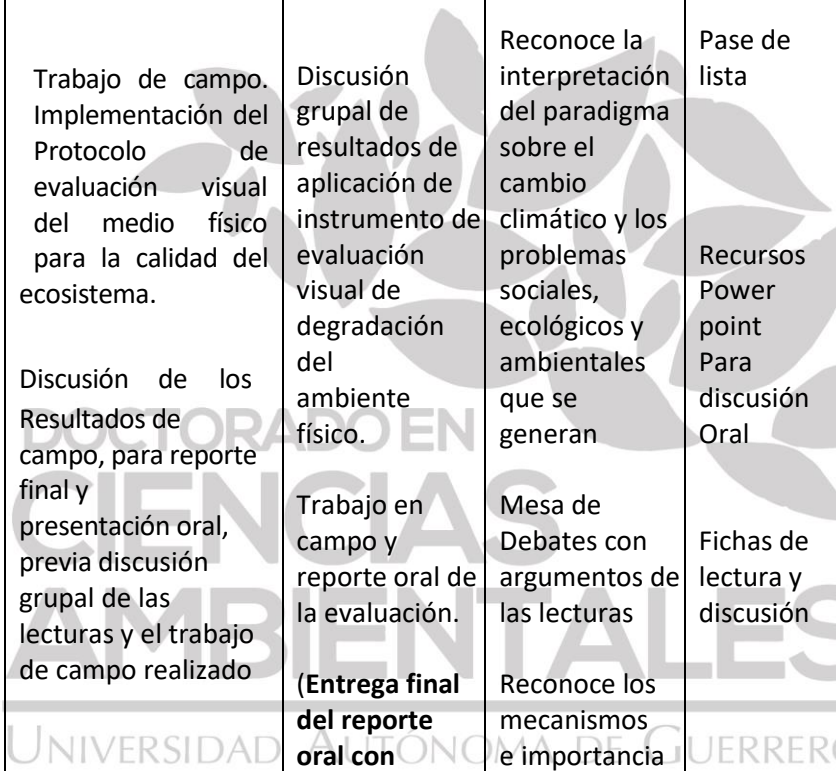 Trabajo de campo.
Implementación del
Protocolo de
evaluación visual
del medio físico
para la calidad del
ecosistema.
Discusión de los
Resultados de
campo, para reporte
final y
presentación oral,
previa discusión
grupal de las
lecturas y el trabajo
de campo realizado
Discusión
grupal de
resultados de
aplicación de
instrumento de
evaluación
visual de
degradación
del
ambiente
físico.
Trabajo en
campo y
reporte oral de
la evaluación.
(Entrega final
del reporte
oral con
Reconoce la
interpretación
del paradigma
sobre el
cambio
climático y los
problemas
sociales,
ecológicos y
ambientales
que se
generan
Mesa de
Debates con
argumentos de
las lecturas
Reconoce los
mecanismos
e importancia
Pase de
lista
Recursos
Power
point
Para
discusión
Oral
Fichas de
lectura y
discusión
DOCTORADO EN
CIENCIAS
AMBIENTALES
UNIVERSIDAD AUTÓNOMA DE GUERRERO